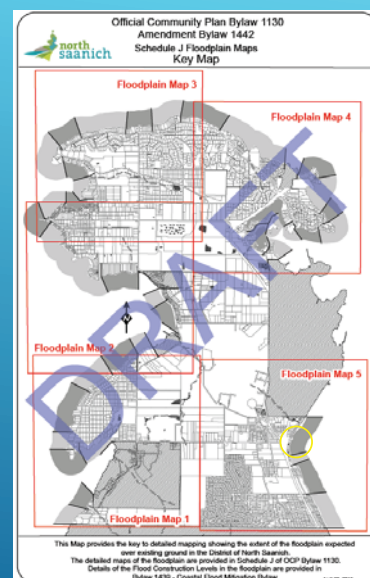 Official Community Plan Bylaw 1130
Amendment Bylaw 1442
Schedule J Floodplain Maps
Key Map
north
saanich
Floodplain Map 3
Floodplain Map 4
DRAFT
Floodplain Map 2
Floodplain Map 5
Floodplain Map 1
This Map provides the key to detailed mapping showing the extent of the floodplain expected
over existing ground in the District of North Saanich.
The detailed maps of the floodplain are provided in Schedule J of OCP Bylaw 1130.
Details of the Flood Construction Levels in the floodplain are provided in
Bylaw 1439 - Coastal Flood Mitigation Bylaw